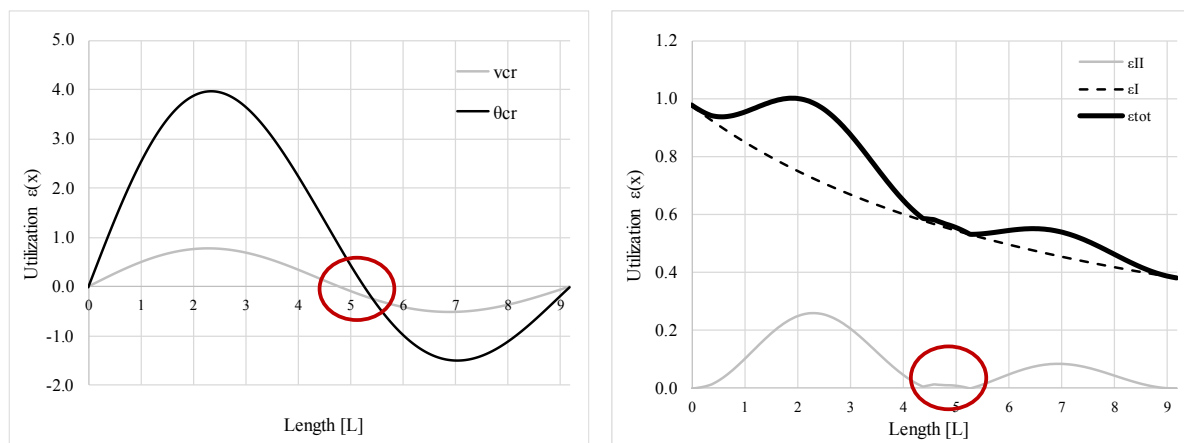 5.0
4.0
3.0
2.0
1.0
0.0
-1.0
-2.0
0 1 2 3 4 5 6 7 8 9
Utilization ε(x)
Length [L]
vcr
θcr
1.2
1.0
0.8
0.6
0.4
0.2
0.0
0 1 2 3 4 5 6 7 8 9
Utilization ε(x)
Length [L]
εII
εI
εtot